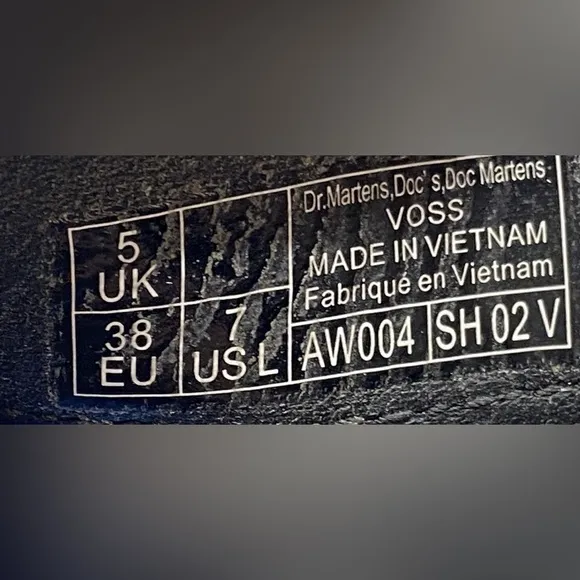 5
UK
38
EU
7
US L
Dr.Martens,Doc's,Doc Martens
VOSS
MADE IN VIETNAM
Fabriqué en Vietnam
AW004
SH 02 V